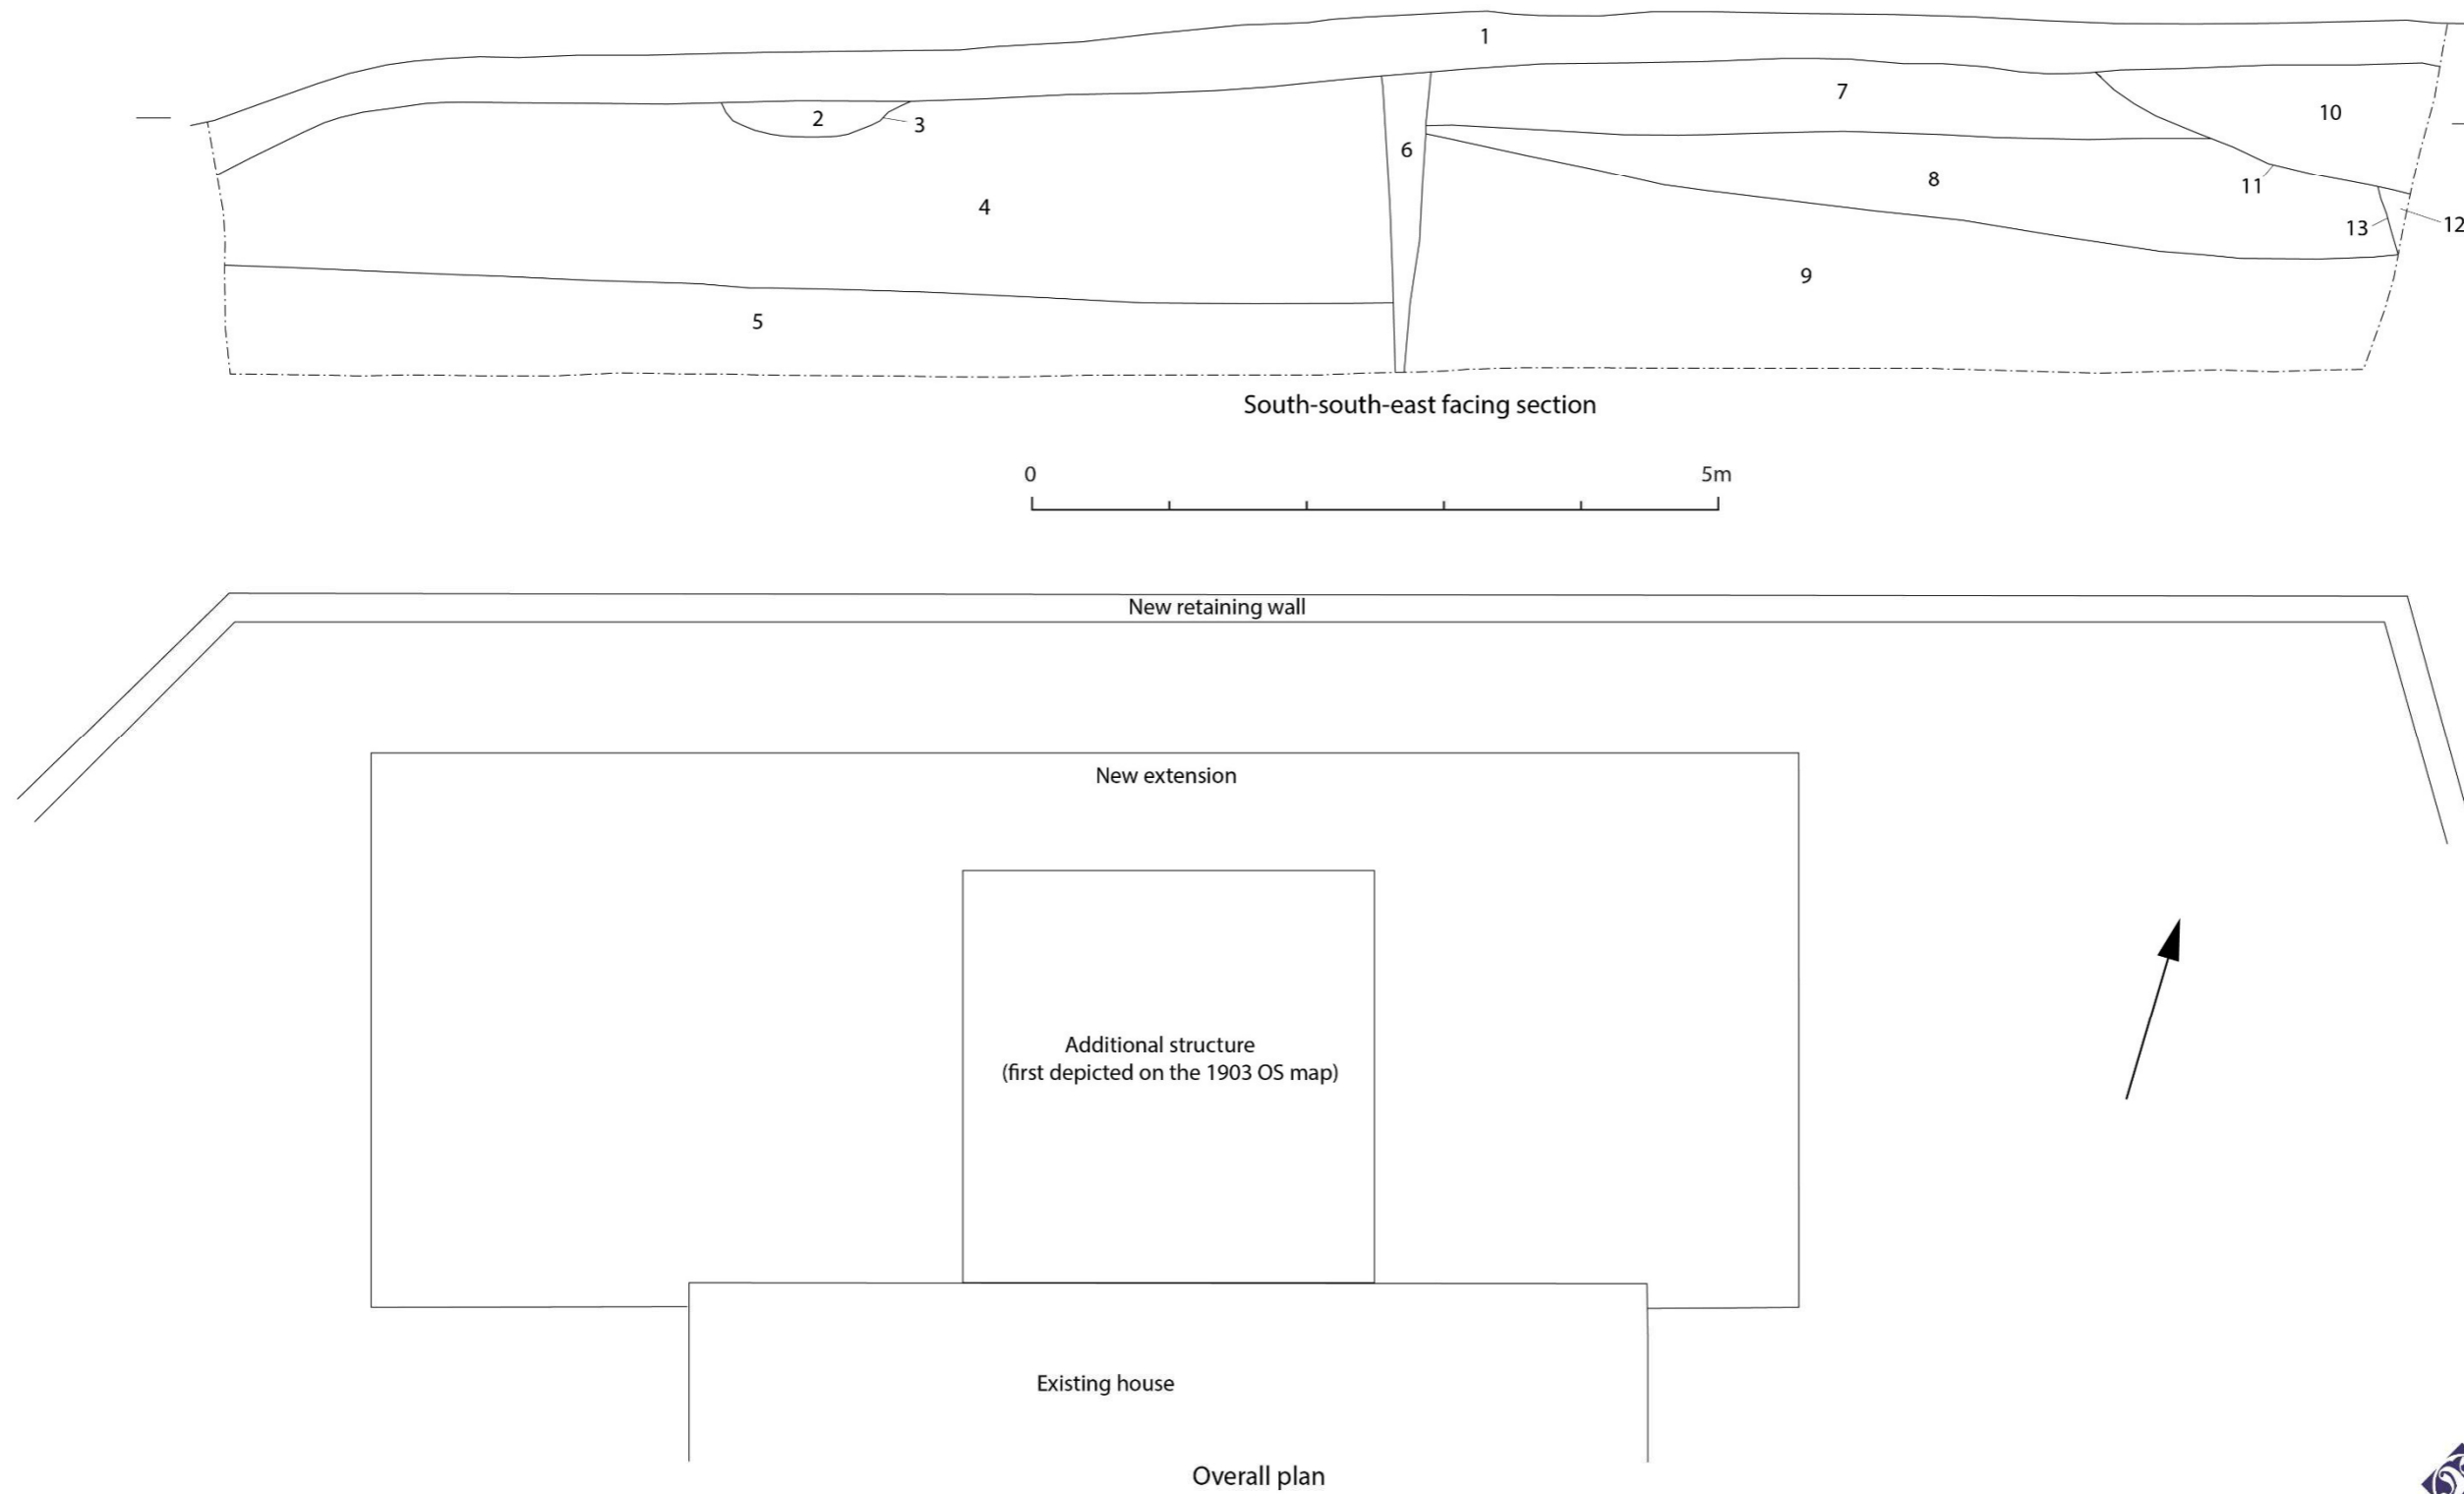 1
7
10
2
3
6
8
11
4
13
12
9
5
South-south-east facing section
0 5m
New retaining wall
New extension
Additional structure
(first depicted on the 1903 OS map)
Existing house
Overall plan